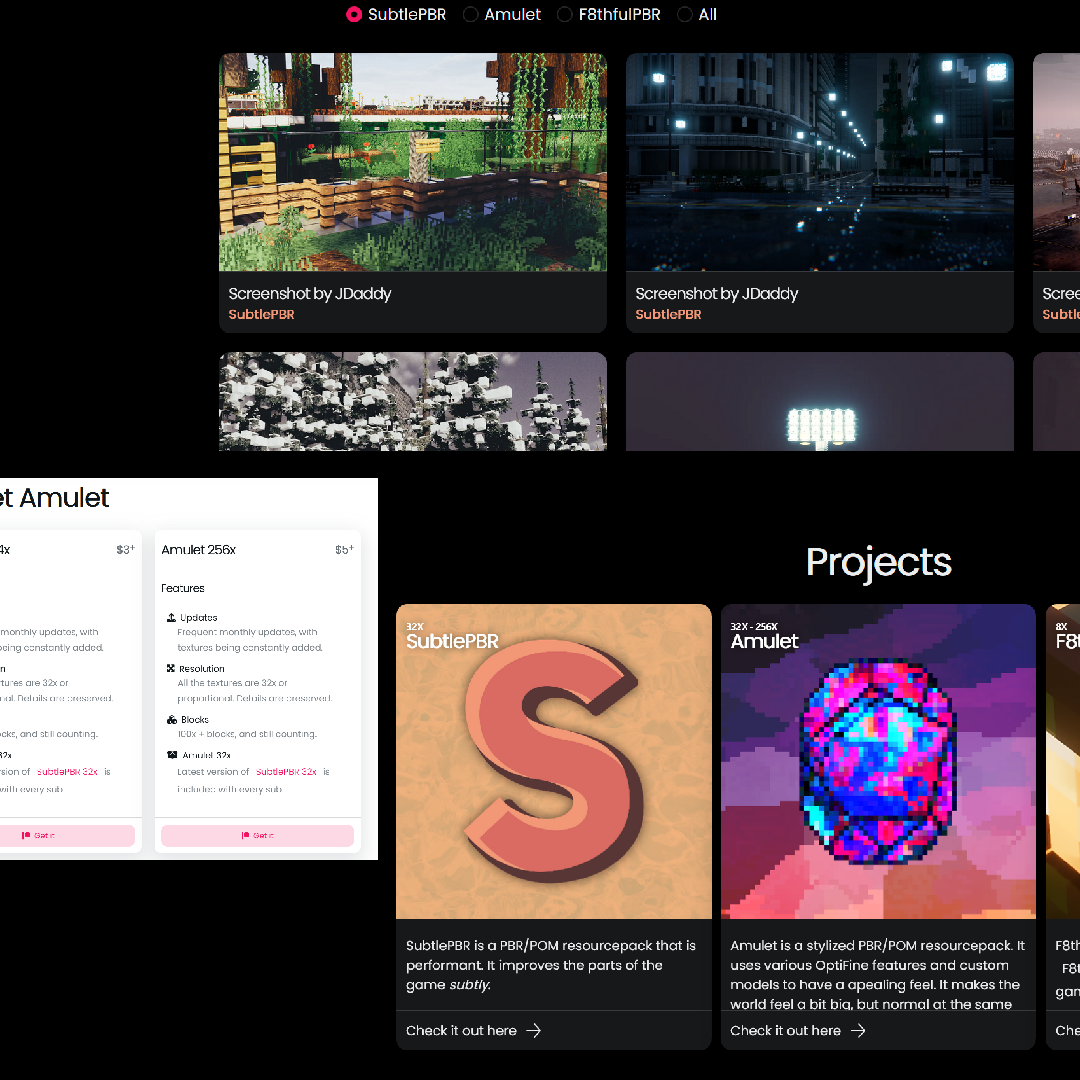 SubtlePBR Amulet F8thfulPBR All
Screenshot by JDaddy
SubtlePBR
Screenshot by JDaddy
SubtlePBR
Scree
Subtle
et Amulet
4x $3+
monthly updates, with
being constantly added.
n
tures are 32x or
nal. Details are preserved.
cks, and still counting.
32x
sion of SubtlePBR 32x is
with every sub
Get it
Amulet 256x $5+
Features
Updates
Frequent monthly updates, with
textures being constantly added.
Resolution
All the textures are 32x or
proportional. Details are preserved.
Blocks
100x + blocks, and still counting.
Amulet 32x
Latest version of SubtlePBR 32x is
included with every sub
Get it
Projects
32X
SubtlePBR
S
SubtlePBR is a PBR/POM resourcepack that is
performant. It improves the parts of the
game subtly.
Check it out here
32X - 256X
Amulet
Amulet is a stylized PBR/POM resourcepack. It
uses various OptiFine features and custom
models to have a apealing feel. It makes the
world feel a bit big, but normal at the same
Check it out here
8X
F8t
F8th
F8t
gan
Che